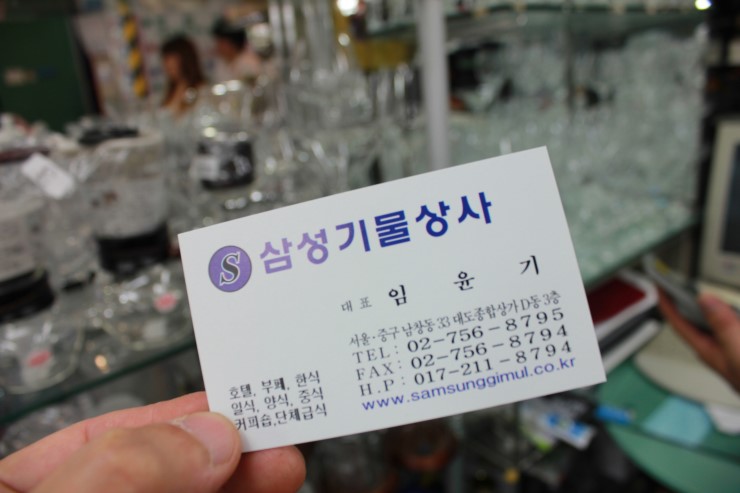 S 삼성기물상사
대표 임 윤 기
서울·중구 남창동 33 대도종합상가 D동 3층
TEL : 02-756-8795
FAX : 02-756-8794
H.P : 017-211-8794
www.samsunggimul.co.kr
호텔, 부페, 한식
일식, 양식, 중식
커피숍,단체급식